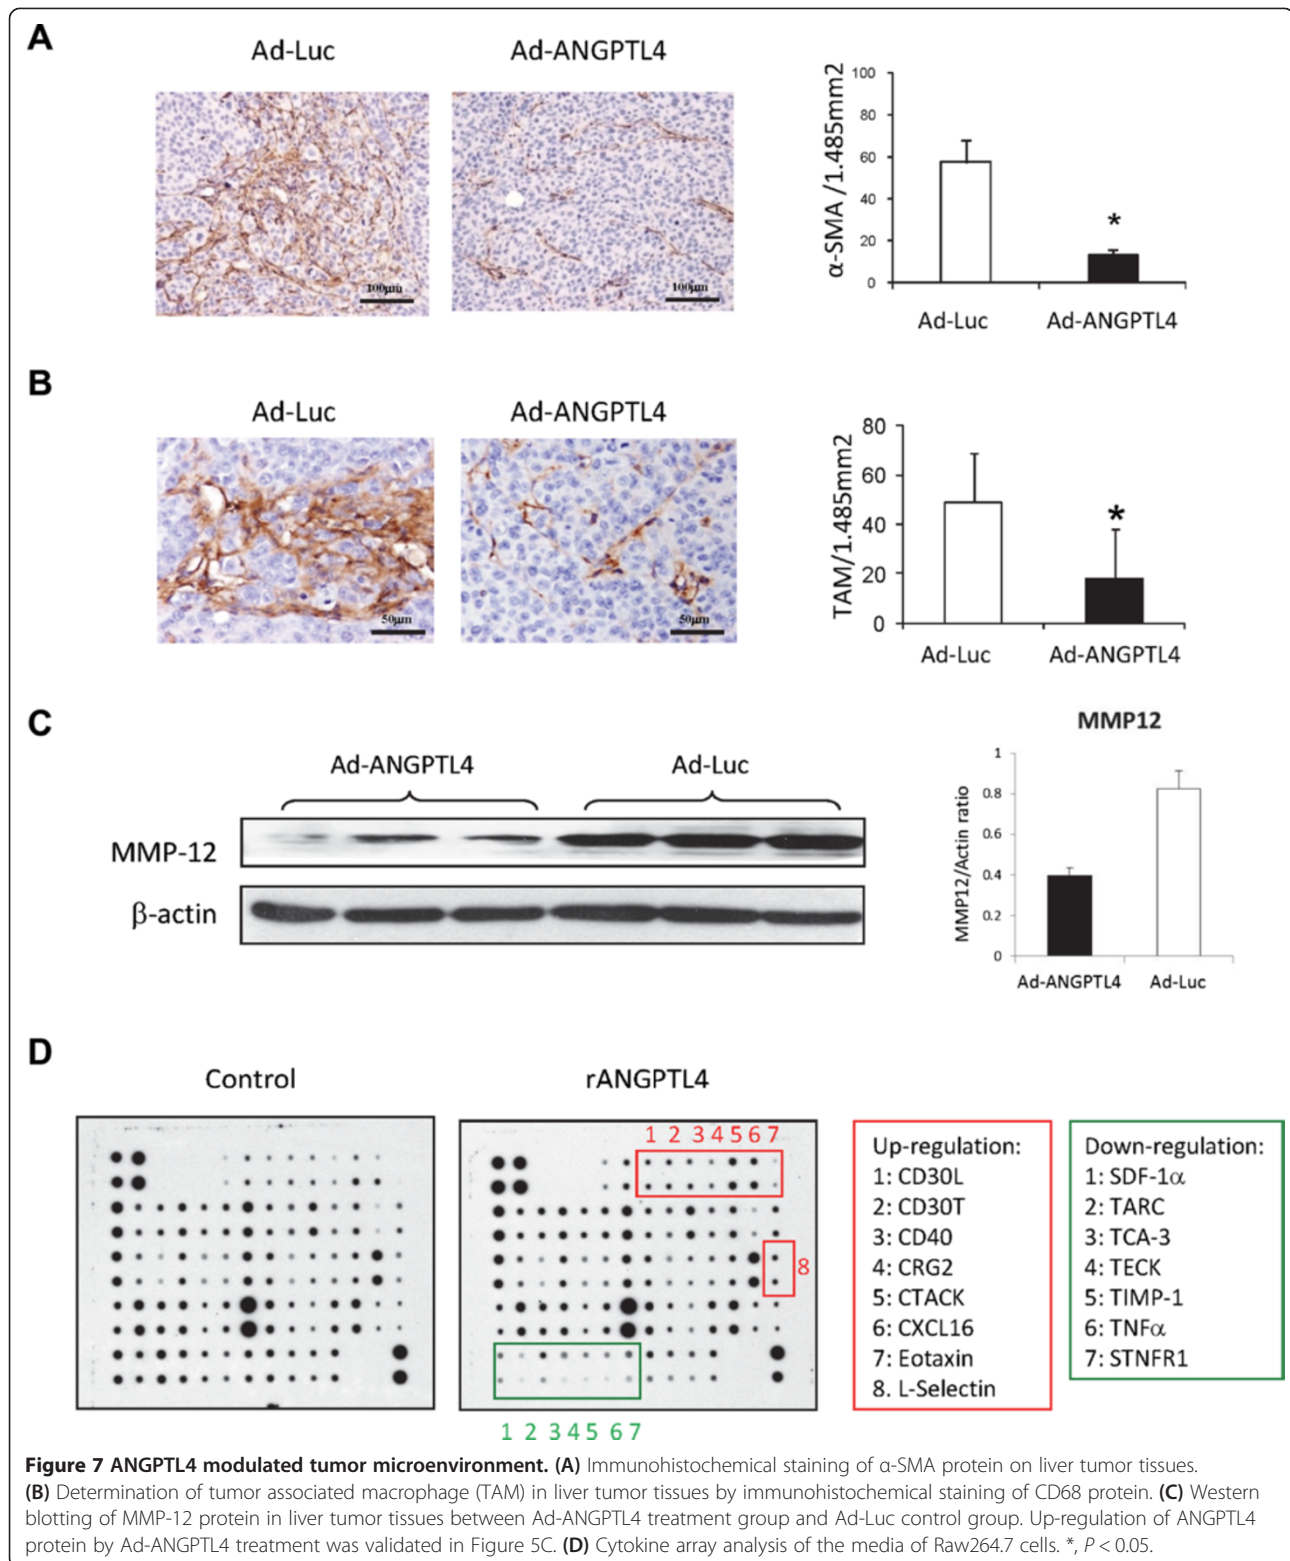 A
Ad-Luc
Ad-ANGPTL4
100μm
100μm
α-SMA /1.485mm2
100
80
60
40
20
0
*
Ad-Luc
Ad-ANGPTL4
B
Ad-Luc
Ad-ANGPTL4
50μm
50μm
TAM/1.485mm2
80
60
40
20
0
*
Ad-Luc
Ad-ANGPTL4
C
Ad-ANGPTL4
Ad-Luc
MMP-12
β-actin
MMP12
MMP12/Actin ratio
1
0.8
0.6
0.4
0.2
0
Ad-ANGPTL4
Ad-Luc
D
Control
rANGPTL4
1 2 3 4 5 6 7
8
1 2 3 4 5 6 7
Up-regulation:
1: CD30L
2: CD30T
3: CD40
4: CRG2
5: CTACK
6: CXCL16
7: Eotaxin
8. L-Selectin
Down-regulation:
1: SDF-1α
2: TARC
3: TCA-3
4: TECK
5: TIMP-1
6: TNFα
7: STNFR1
Figure 7 ANGPTL4 modulated tumor microenvironment. (A) Immunohistochemical staining of α-SMA protein on liver tumor tissues.
(B) Determination of tumor associated macrophage (TAM) in liver tumor tissues by immunohistochemical staining of CD68 protein. (C) Western
blotting of MMP-12 protein in liver tumor tissues between Ad-ANGPTL4 treatment group and Ad-Luc control group. Up-regulation of ANGPTL4
protein by Ad-ANGPTL4 treatment was validated in Figure 5C. (D) Cytokine array analysis of the media of Raw264.7 cells. *, P < 0.05.